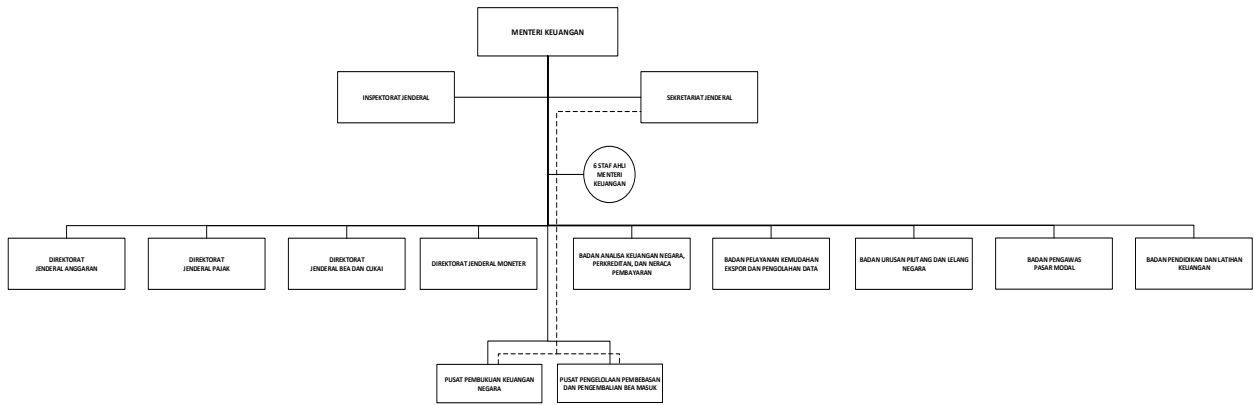 MENTERI KEUANGAN
INSPEKTORAT JENDERAL
SEKRETARIAT JENDERAL
6 STAF AHLI
MENTERI
KEUANGAN
DIREKTORAT
JENDERAL ANGGARAN
DIREKTORAT
JENDERAL PAJAK
DIREKTORAT
JENDERAL BEA DAN CUKAI
DIREKTORAT JENDERAL MONETER
BADAN ANALISA KEUANGAN NEGARA,
PERKREDITAN, DAN NERACA
PEMBAYARAN
BADAN PELAYANAN KEMUDAHAN
EKSPOR DAN PENGOLAHAN DATA
BADAN URUSAN PIUTANG DAN LELANG
NEGARA
BADAN PENGAWAS
PASAR MODAL
BADAN PENDIDIKAN DAN LATIHAN
KEUANGAN
PUSAT PEMBUKUAN KEUANGAN
NEGARA
PUSAT PENGELOLAAN PEMBEBASAN
DAN PENGEMBALIAN BEA MASUK